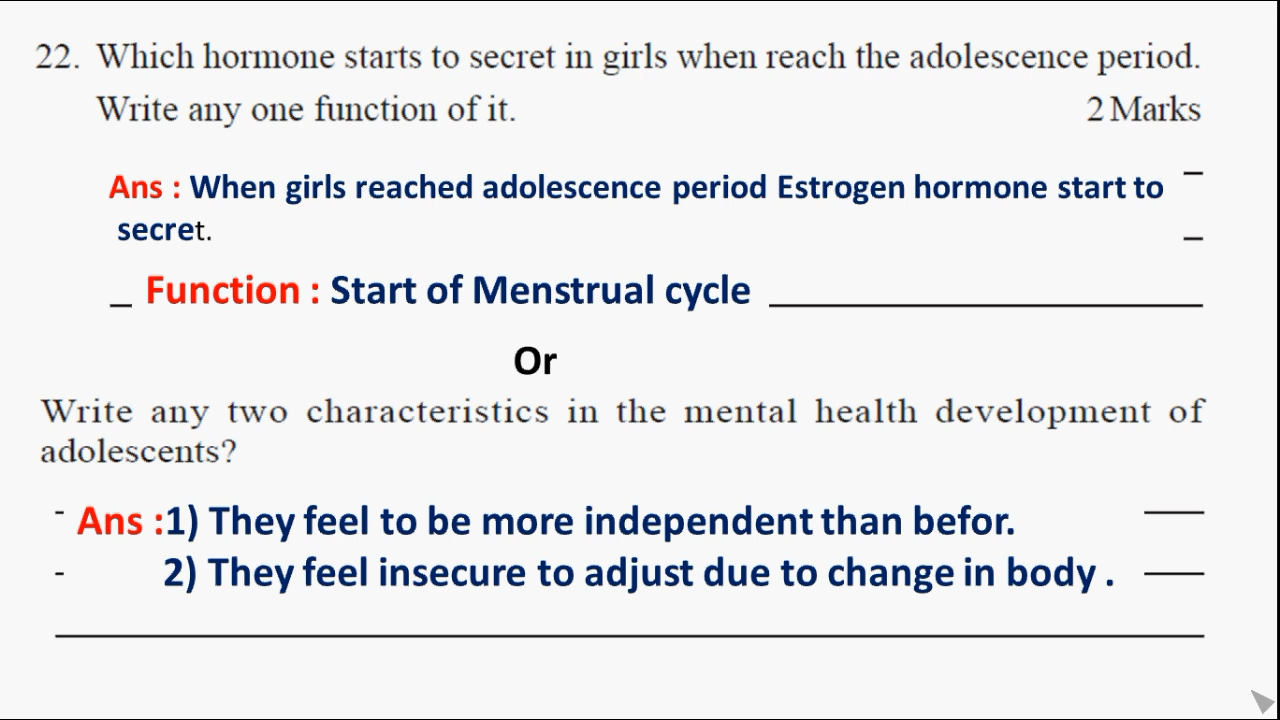 22. Which hormone starts to secret in girls when reach the adolescence period.
Write any one function of it. 2 Marks
Ans : When girls reached adolescence period Estrogen hormone start to
secret.
Function : Start of Menstrual cycle
Or
Write any two characteristics in the mental health development of
adolescents?
- Ans :1) They feel to be more independent than befor.
- 2) They feel insecure to adjust due to change in body .